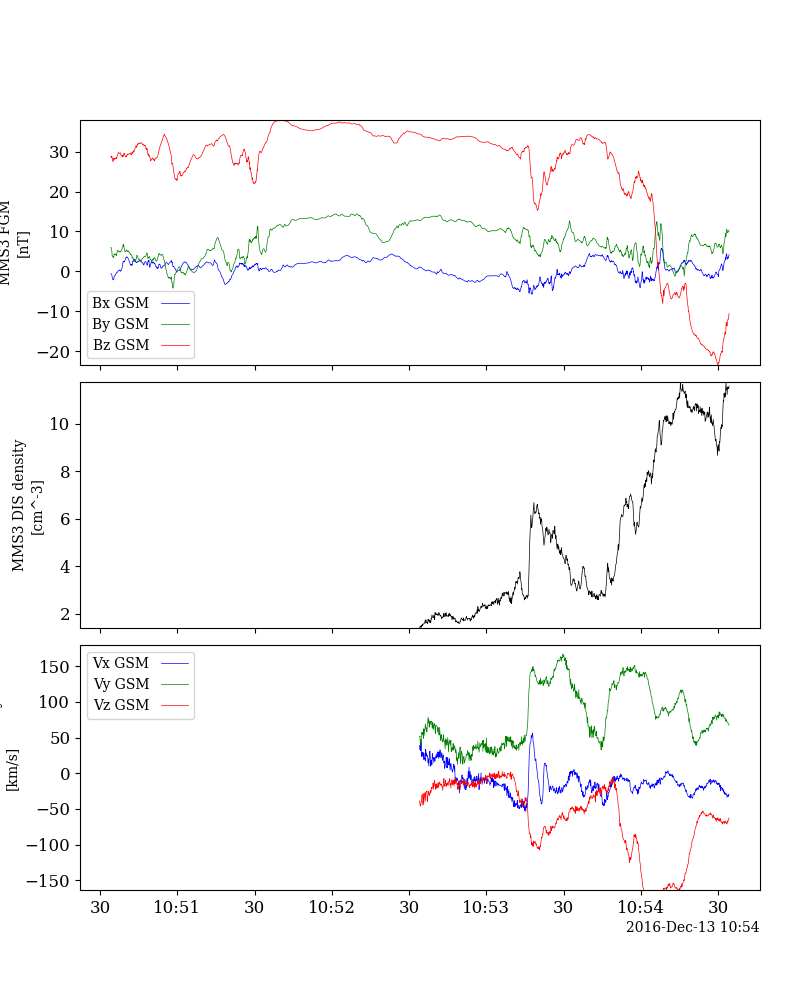 MMS3 FGM
[nT]
30
20
10
0
−10
−20
Bx GSM
By GSM
Bz GSM
MMS3 DIS density
[cm^-3]
10
8
6
4
2
[km/s]
150
100
50
0
−50
−100
−150
Vx GSM
Vy GSM
Vz GSM
30 10:51 30 10:52 30 10:53 30 10:54 30
2016-Dec-13 10:54